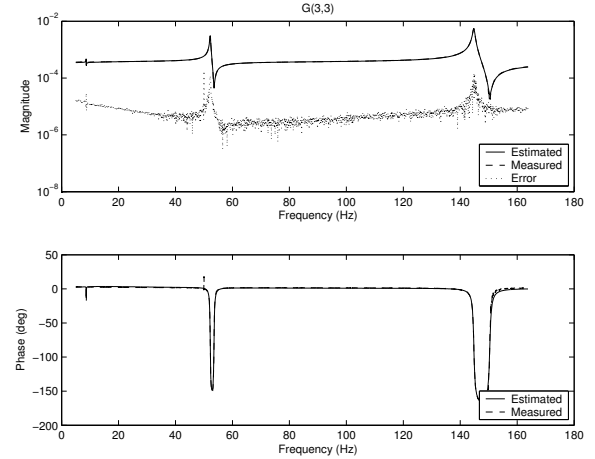 G(3,3)
10−2
10−4
10−6
10−8
Magnitude
Estimated
Measured
Error
0 20 40 60 80 100 120 140 160 180
Frequency (Hz)
50
0
−50
−100
−150
−200
Phase (deg)
Estimated
Measured
0 20 40 60 80 100 120 140 160 180
Frequency (Hz)